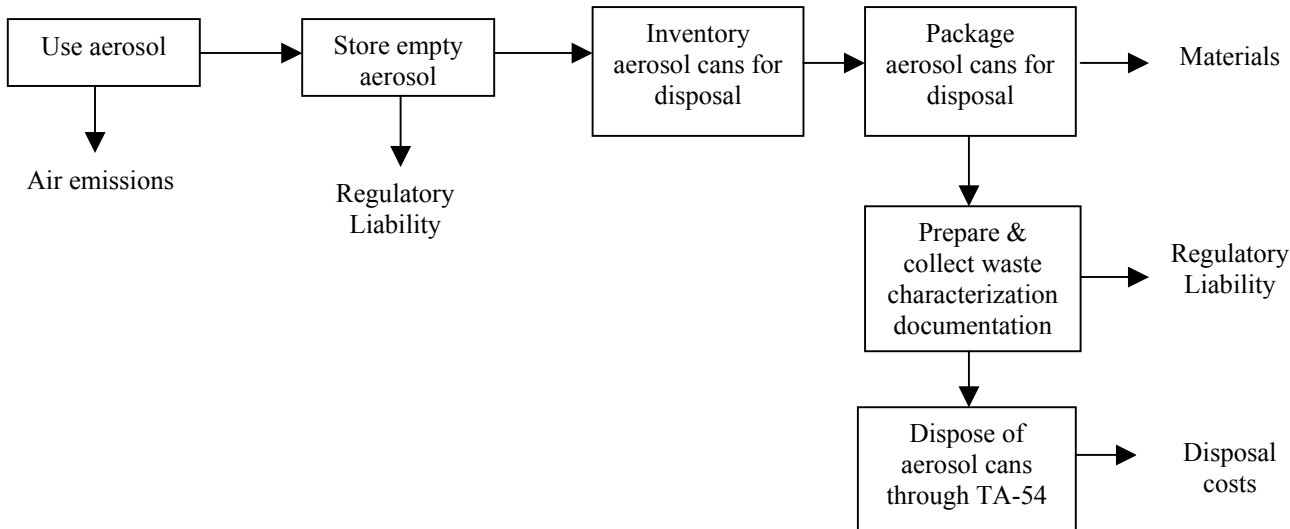 Use aerosol
Store empty
aerosol
Inventory
aerosol cans for
disposal
Package
aerosol cans for
disposal
Materials
Air emissions
Regulatory
Liability
Prepare &
collect waste
characterization
documentation
Regulatory
Liability
Dispose of
aerosol cans
through TA-54
Disposal
costs